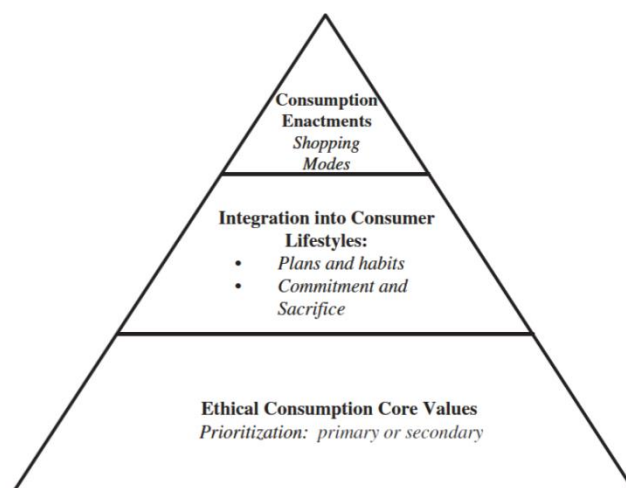 Consumption
Enactments
Shopping
Modes
Integration into Consumer
Lifestyles:
• Plans and habits
• Commitment and
Sacrifice
Ethical Consumption Core Values
Prioritization: primary or secondary